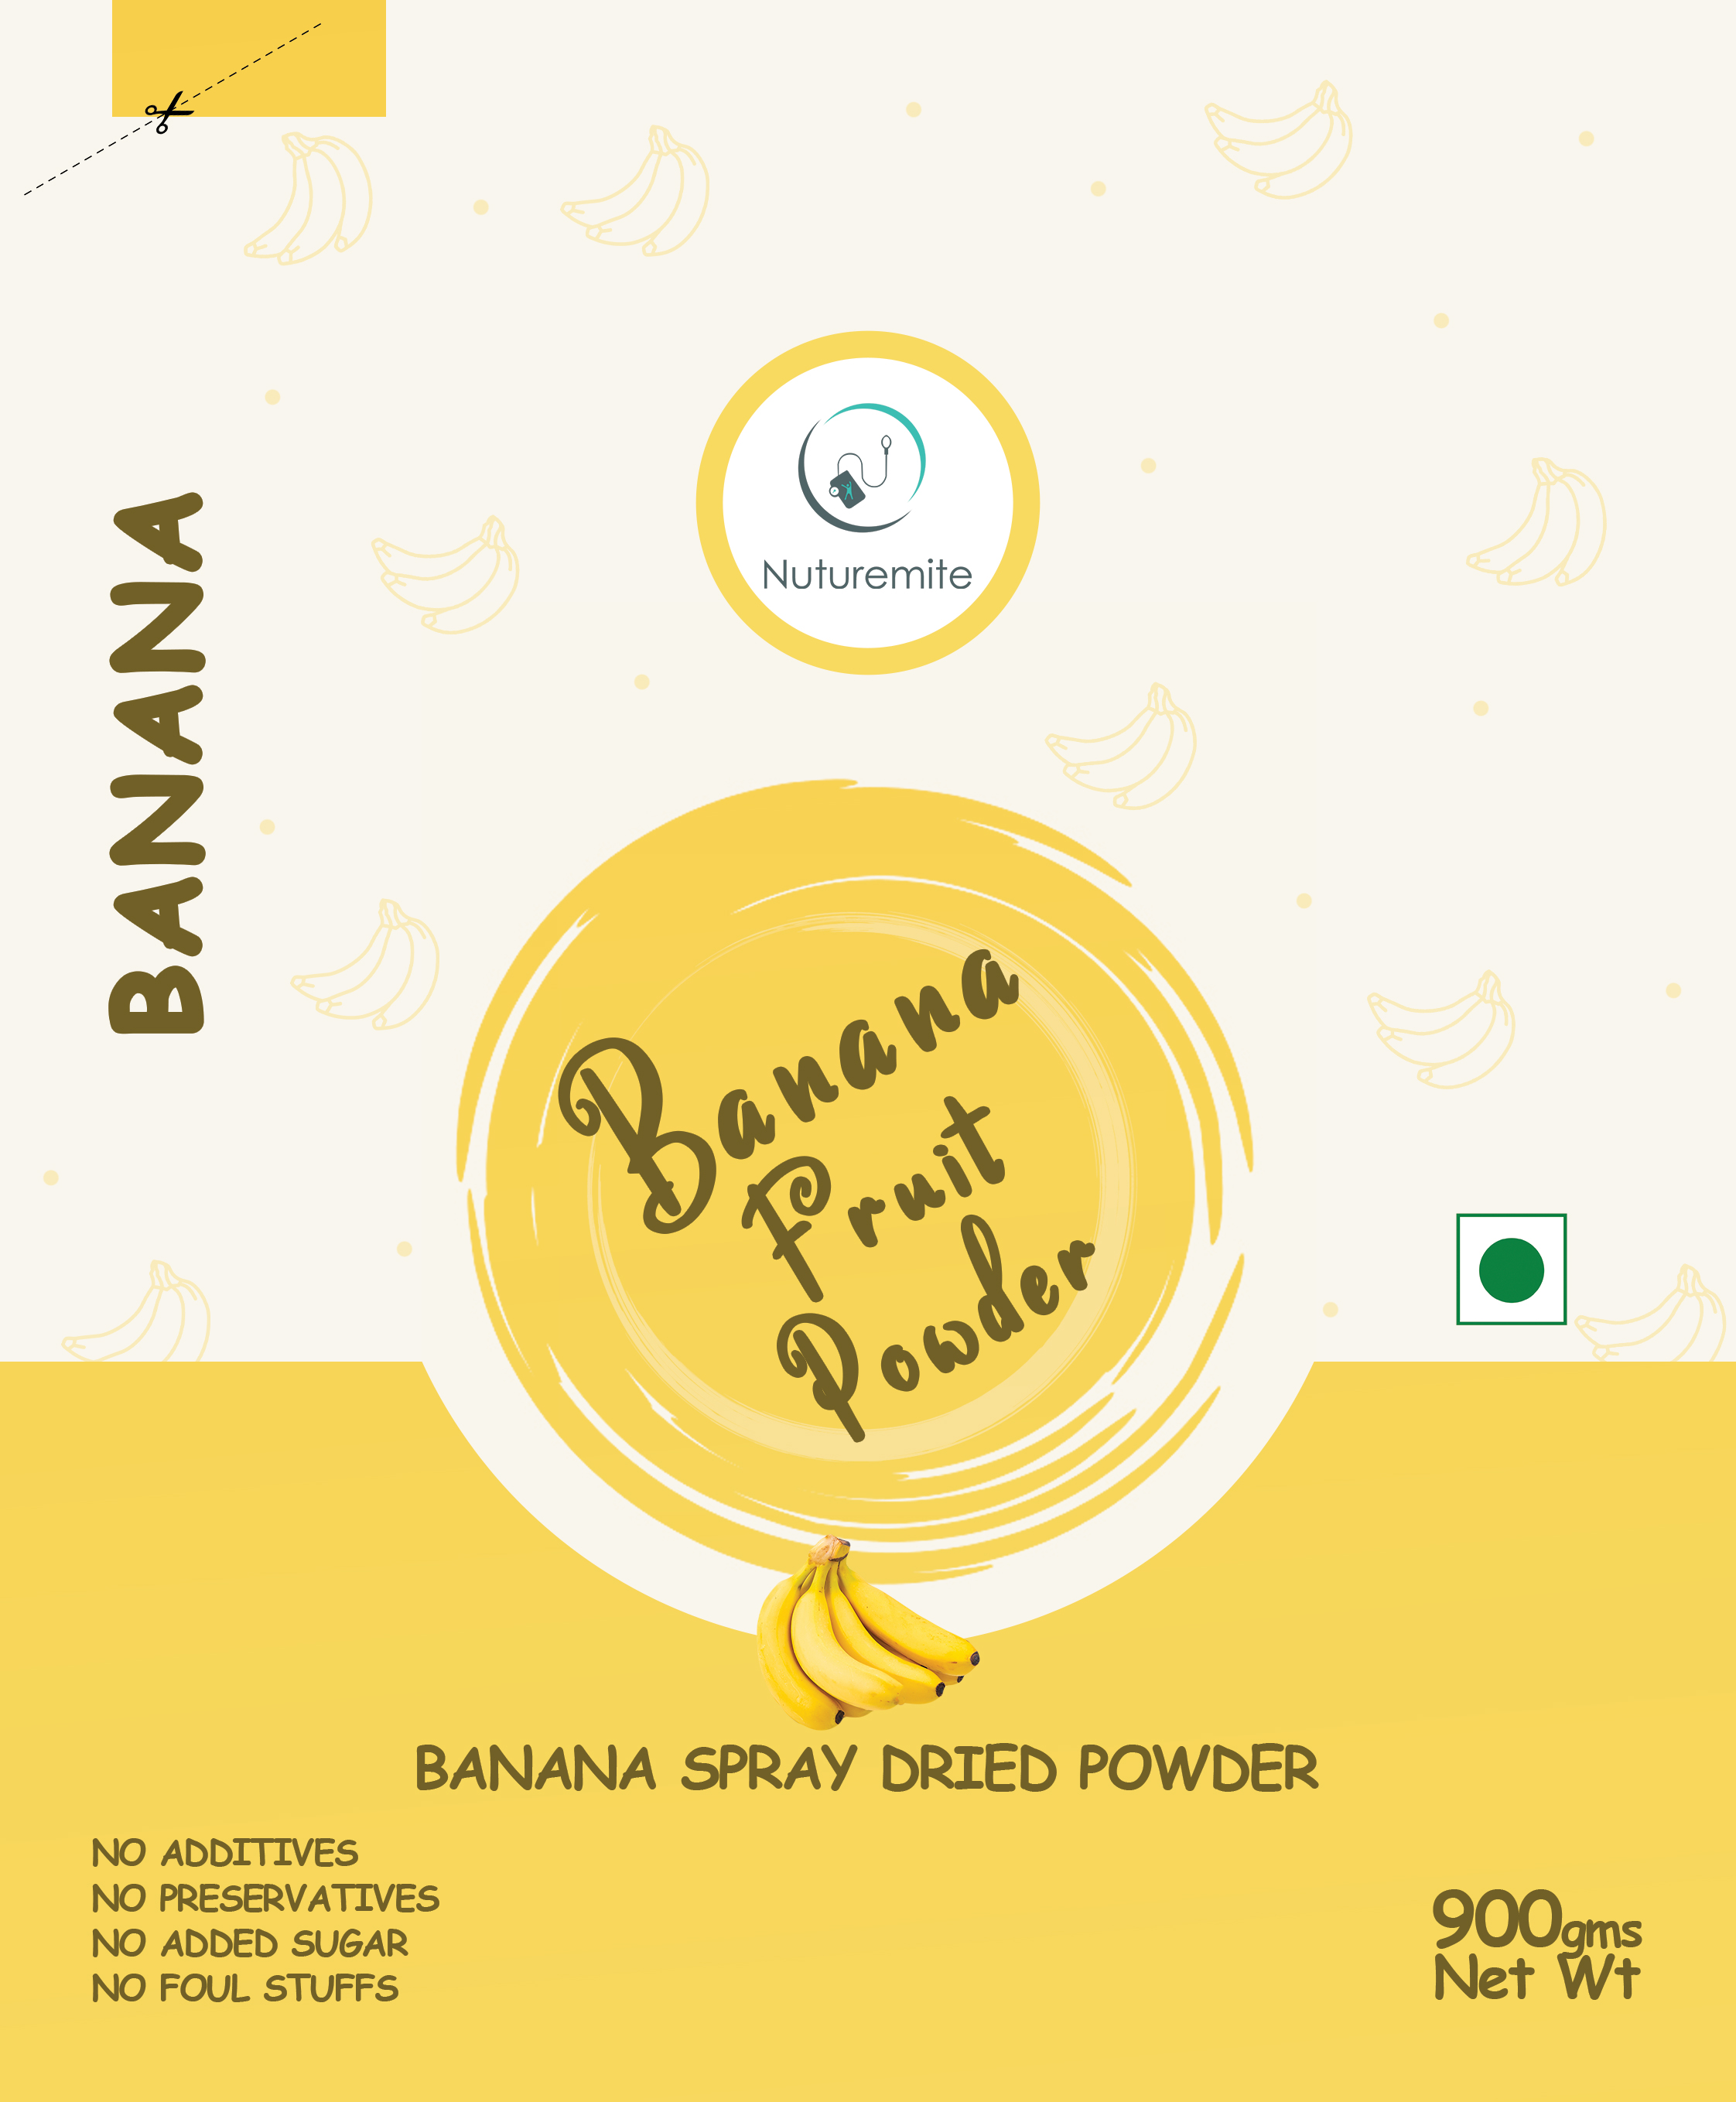 BANANA
Nuturemite
Banana
Fruit
Powder
BANANA SPRAY DRIED POWDER
NO ADDITIVES
NO PRESERVATIVES
NO ADDED SUGAR
NO FOUL STUFFS
900gms
Net Wt